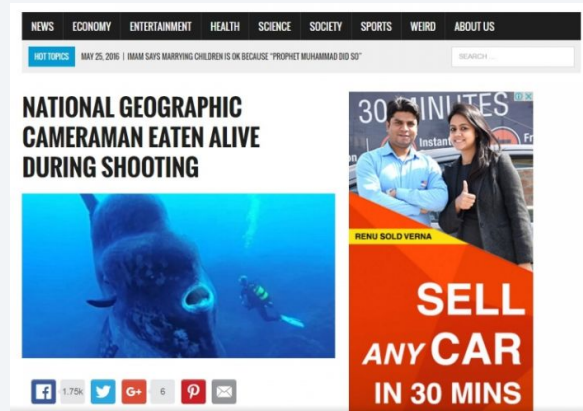 NEWS ECONOMY ENTERTAINMENT HEALTH SCIENCE SOCIETY SPORTS WEIRD ABOUT US
HOT TOPICS MAY 25, 2016 | IMAM SAYS MARRYING CHILDREN IS OK BECAUSE "PROPHET MUHAMMAD DID SO" SEARCH ...
NATIONAL GEOGRAPHIC
CAMERAMAN EATEN ALIVE
DURING SHOOTING
30 MINUTES
Instant
Fr
RENU SOLD VERNA
SELL
ANY CAR
IN 30 MINS
1.75k G+ 6